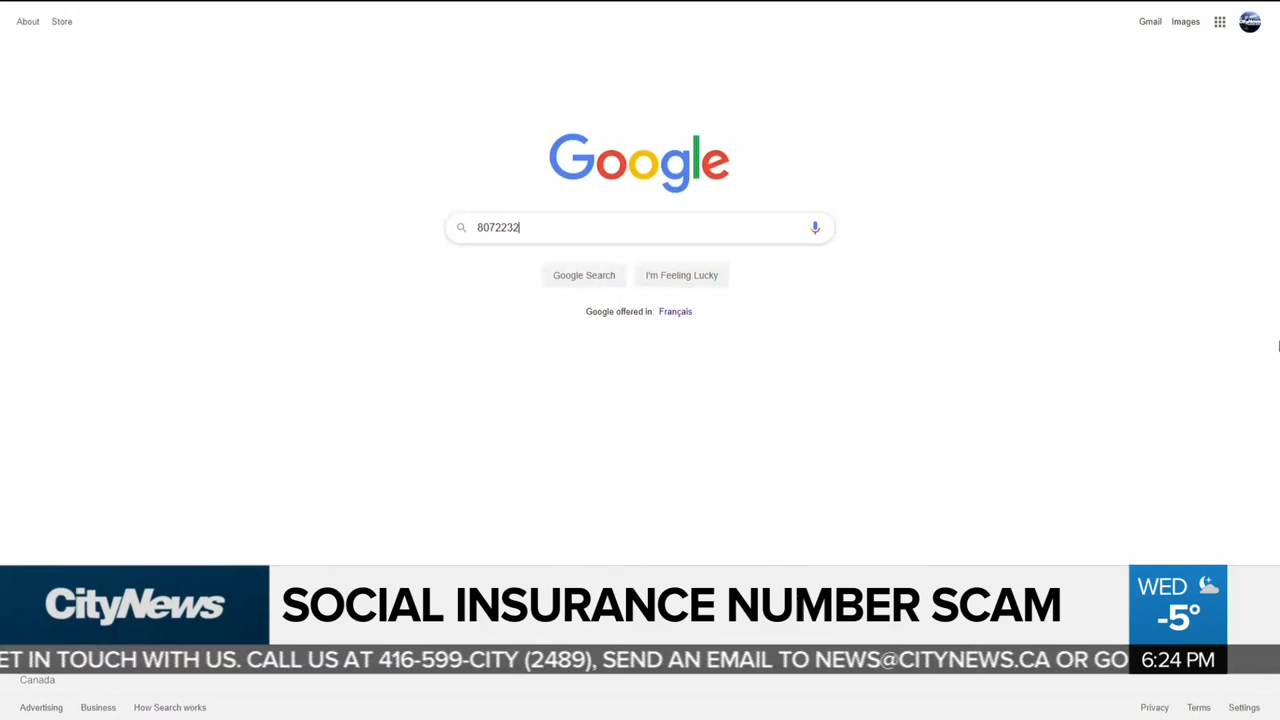 About Store
Gmail Images
Google
8072232
Google Search I'm Feeling Lucky
Google offered in: Français
CityNews
SOCIAL INSURANCE NUMBER SCAM
WED
-5°
ET IN TOUCH WITH US. CALL US AT 416-599-CITY (2489), SEND AN EMAIL TO NEWS@CITYNEWS.CA OR GO
6:24 PM
Canada
Advertising Business How Search works
Privacy Terms Settings